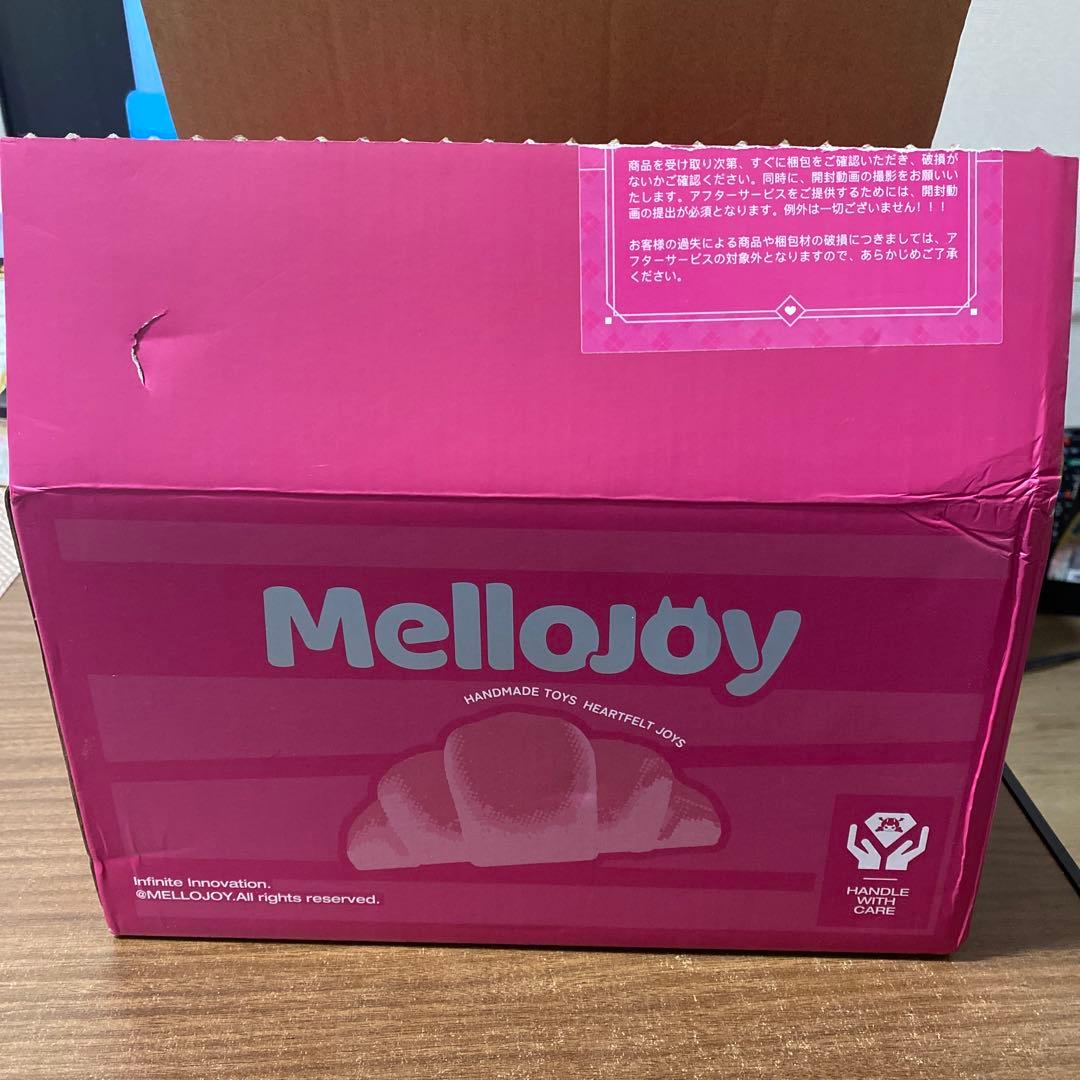 商品を受け取り次第、すぐに梱包をご確認いただき、破損が
ないかご確認ください。同時に、開封動画の撮影をお願いい
たします。アフターサービスをご提供するためには、開封動
画の提出が必須となります。例外は一切ございません！！！
お客様の過失による商品や梱包材の破損につきましては、ア
フターサービスの対象外となりますので、あらかじめご了承
ください。
Mellojoy
HANDMADE TOYS HEARTFELT JOYS
Infinite Innovation.
@MELLOJOY.All rights reserved.
HANDLE
WITH
CARE